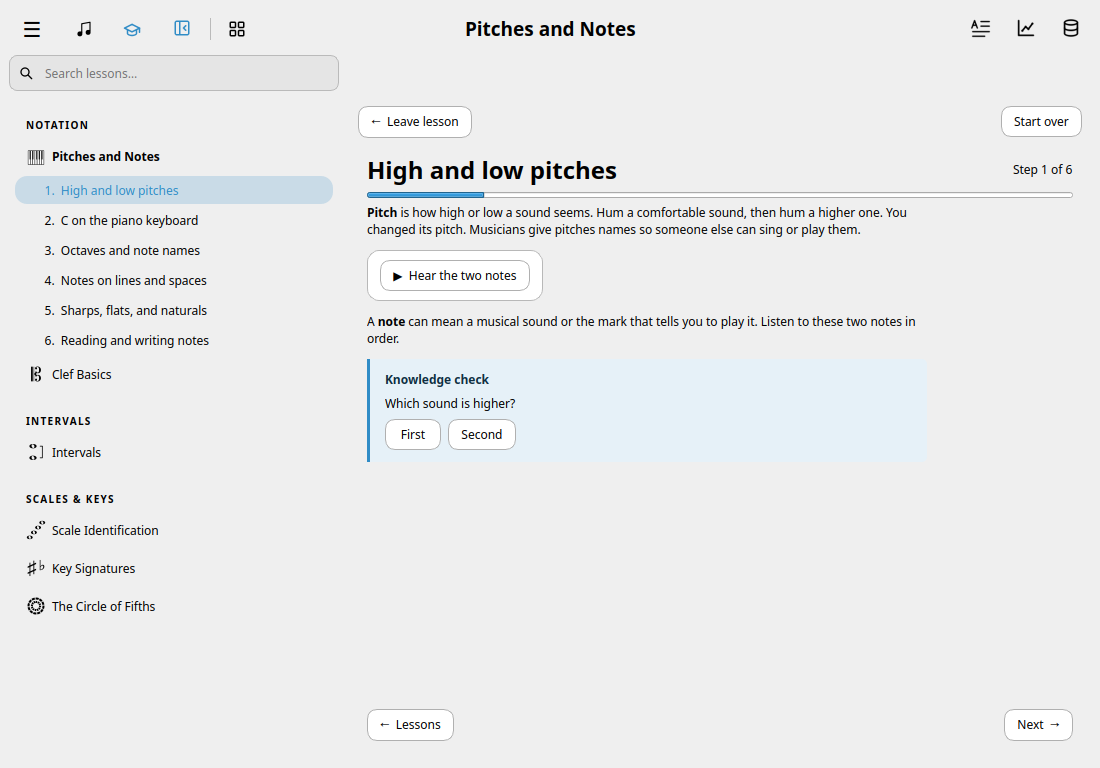 Pitches and Notes
Search lessons...
NOTATION
Pitches and Notes
1. High and low pitches
2. C on the piano keyboard
3. Octaves and note names
4. Notes on lines and spaces
5. Sharps, flats, and naturals
6. Reading and writing notes
Clef Basics
INTERVALS
Intervals
SCALES & KEYS
Scale Identification
Key Signatures
The Circle of Fifths
← Leave lesson
Start over
High and low pitches
Step 1 of 6
Pitch is how high or low a sound seems. Hum a comfortable sound, then hum a higher one. You
changed its pitch. Musicians give pitches names so someone else can sing or play them.
▶ Hear the two notes
A note can mean a musical sound or the mark that tells you to play it. Listen to these two notes in
order.
Knowledge check
Which sound is higher?
First
Second
← Lessons
Next →